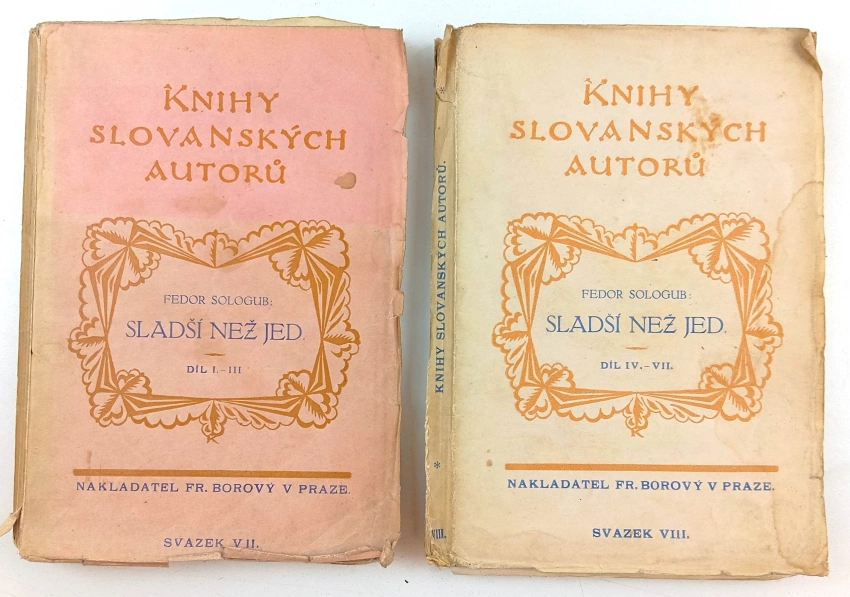 KNIHY
SLOVANSKÝCH
AUTORŮ
FEDOR SOLOGUB:
SLADŠÍ NEŽ JED.
DÍL I.-III
NAKLADATEL FR. BOROVÝ V PRAZE.
SVAZEK VII.
KNIHY SLOVANSKÝCH AUTORŮ.
VIII.
KNIHY
SLOVANSKÝCH
AUTORŮ
FEDOR SOLOGUB:
SLADŠÍ NEŽ JED.
DÍL IV.-VII.
NAKLADATEL FR. BOROVÝ V PRAZE.
SVAZEK VIII.